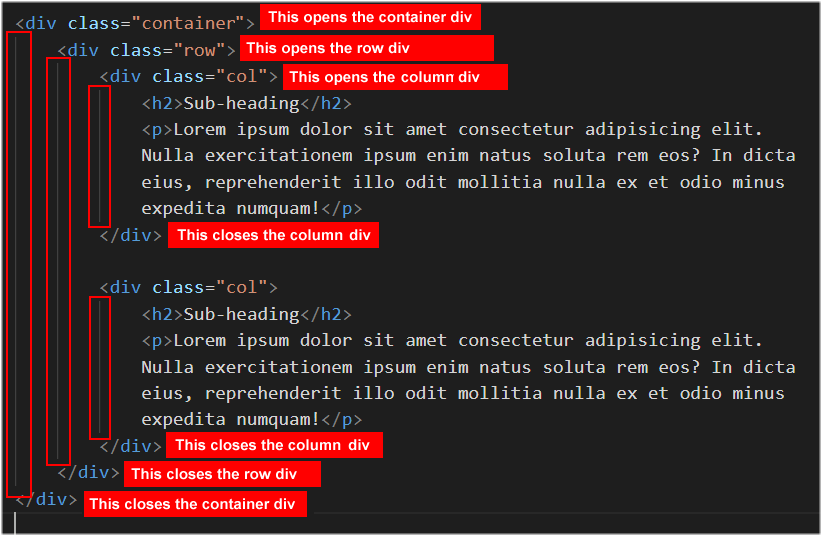 <div class="container"> This opens the container div
<div class="row"> This opens the row div
<div class="col"> This opens the column div
<h2>Sub-heading</h2>
<p>Lorem ipsum dolor sit amet consectetur adipisicing elit.
Nulla exercitationem ipsum enim natus soluta rem eos? In dicta
eius, reprehenderit illo odit mollitia nulla ex et odio minus
expedita numquam!</p>
</div> This closes the column div
<div class="col">
<h2>Sub-heading</h2>
<p>Lorem ipsum dolor sit amet consectetur adipisicing elit.
Nulla exercitationem ipsum enim natus soluta rem eos? In dicta
eius, reprehenderit illo odit mollitia nulla ex et odio minus
expedita numquam!</p>
</div> This closes the column div
</div> This closes the row div
</div> This closes the container div